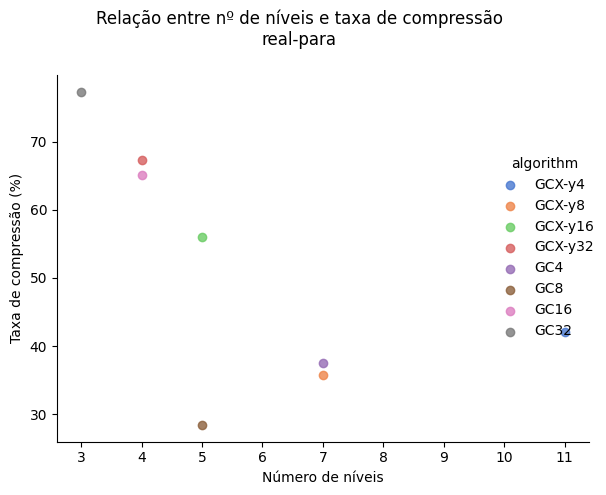 Relação entre nº de níveis e taxa de compressão
real-para
Taxa de compressão (%)
70
60
50
40
30
algorithm
GCX-y4
GCX-y8
GCX-y16
GCX-y32
GC4
GC8
GC16
GC32
3 4 5 6 7 8 9 10 11
Número de níveis